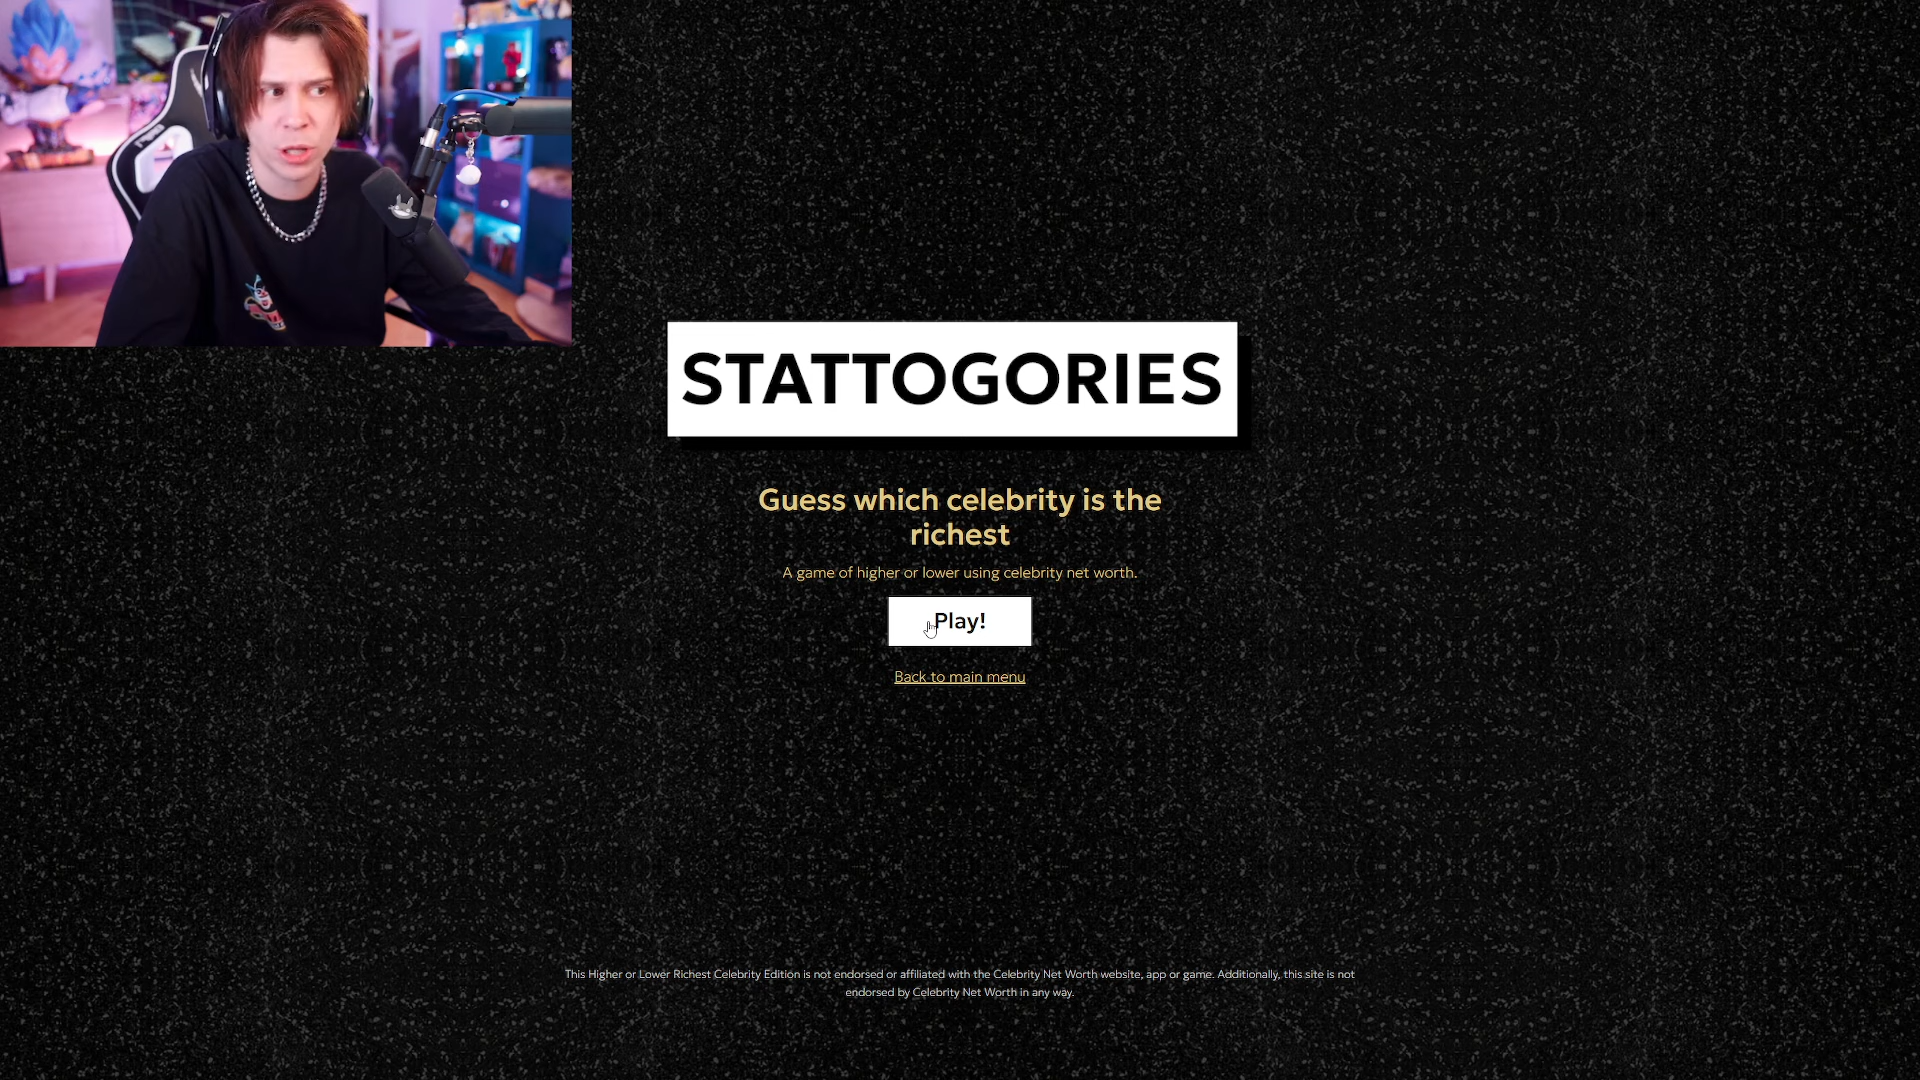 STATTOGORIES
Guess which celebrity is the
richest
A game of higher or lower using celebrity net worth.
Play!
Back to main menu
This Higher or Lower Richest Celebrity Edition is not endorsed or affiliated with the Celebrity Net Worth website, app or game. Additionally, this site is not
endorsed by Celebrity Net Worth in any way.